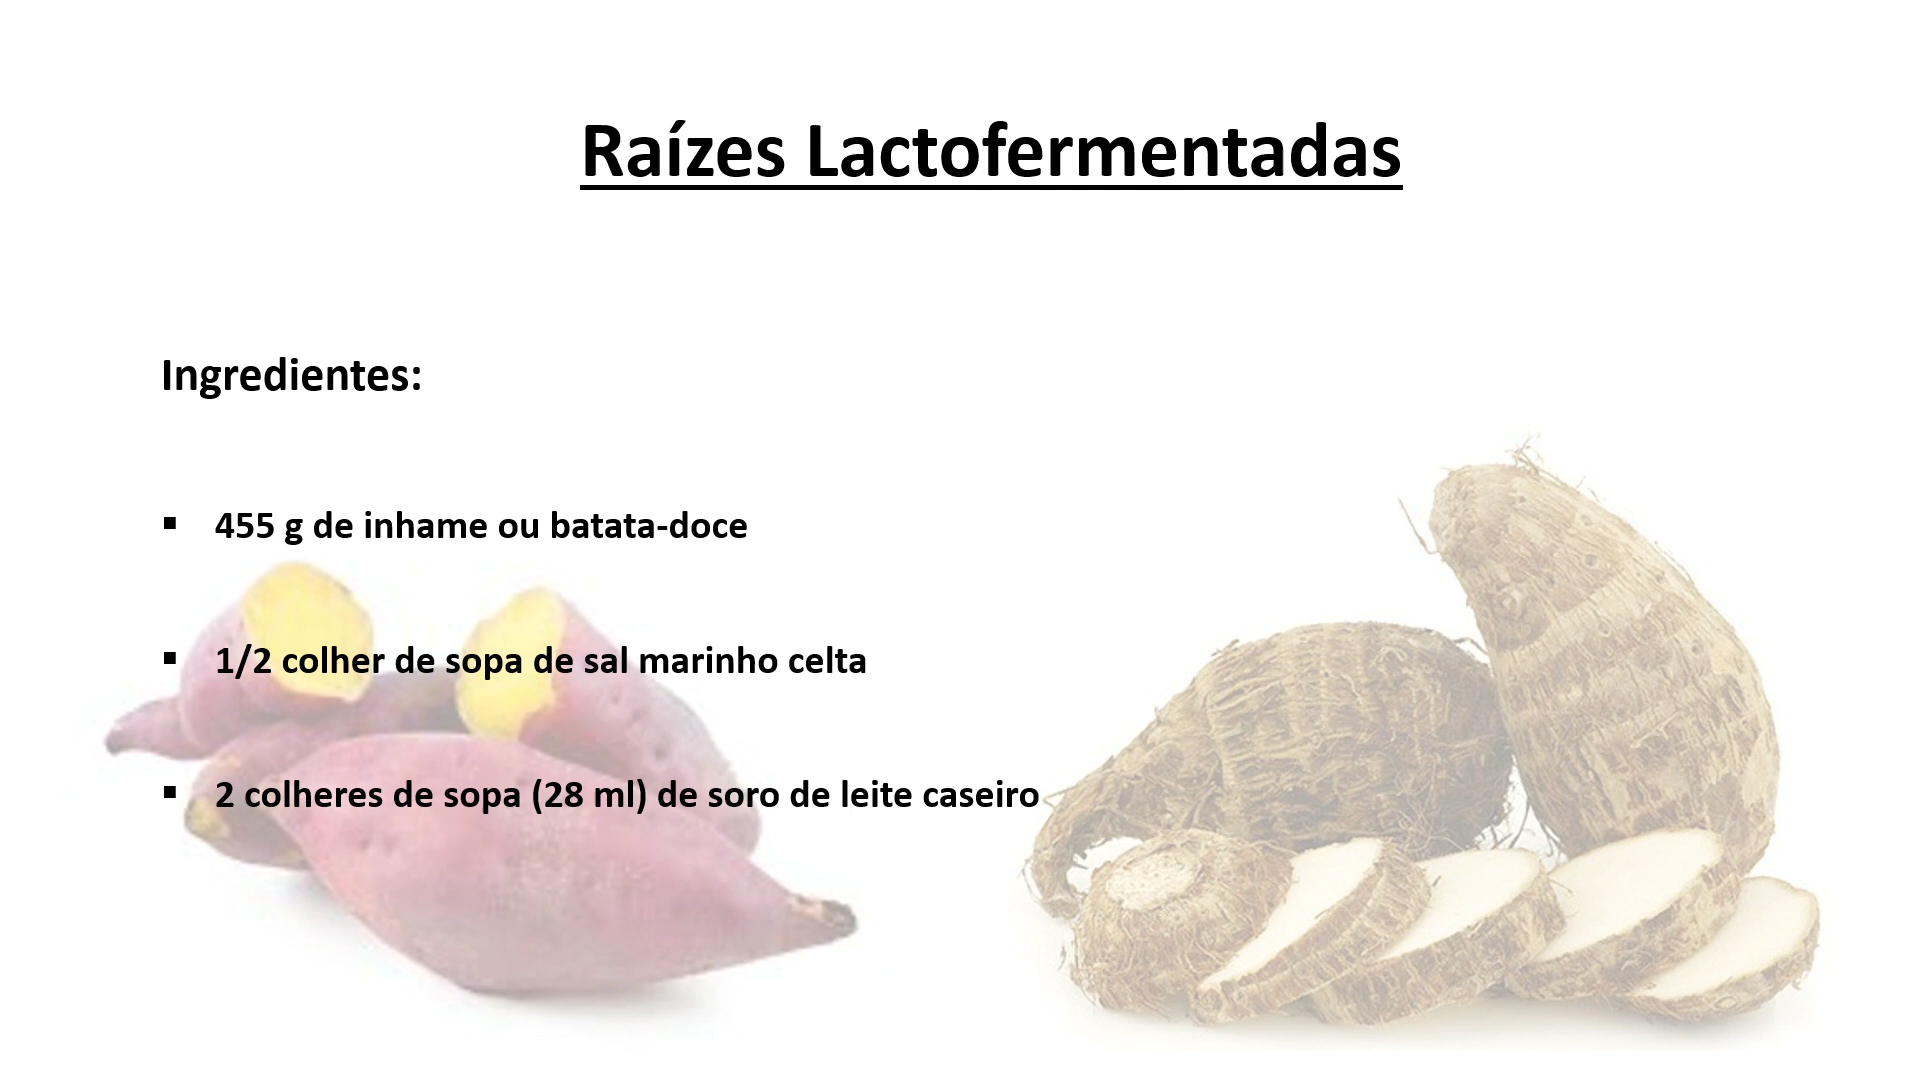 Raízes Lactofermentadas
Ingredientes:
▪ 455 g de inhame ou batata-doce
▪ 1/2 colher de sopa de sal marinho celta
▪ 2 colheres de sopa (28 ml) de soro de leite caseiro